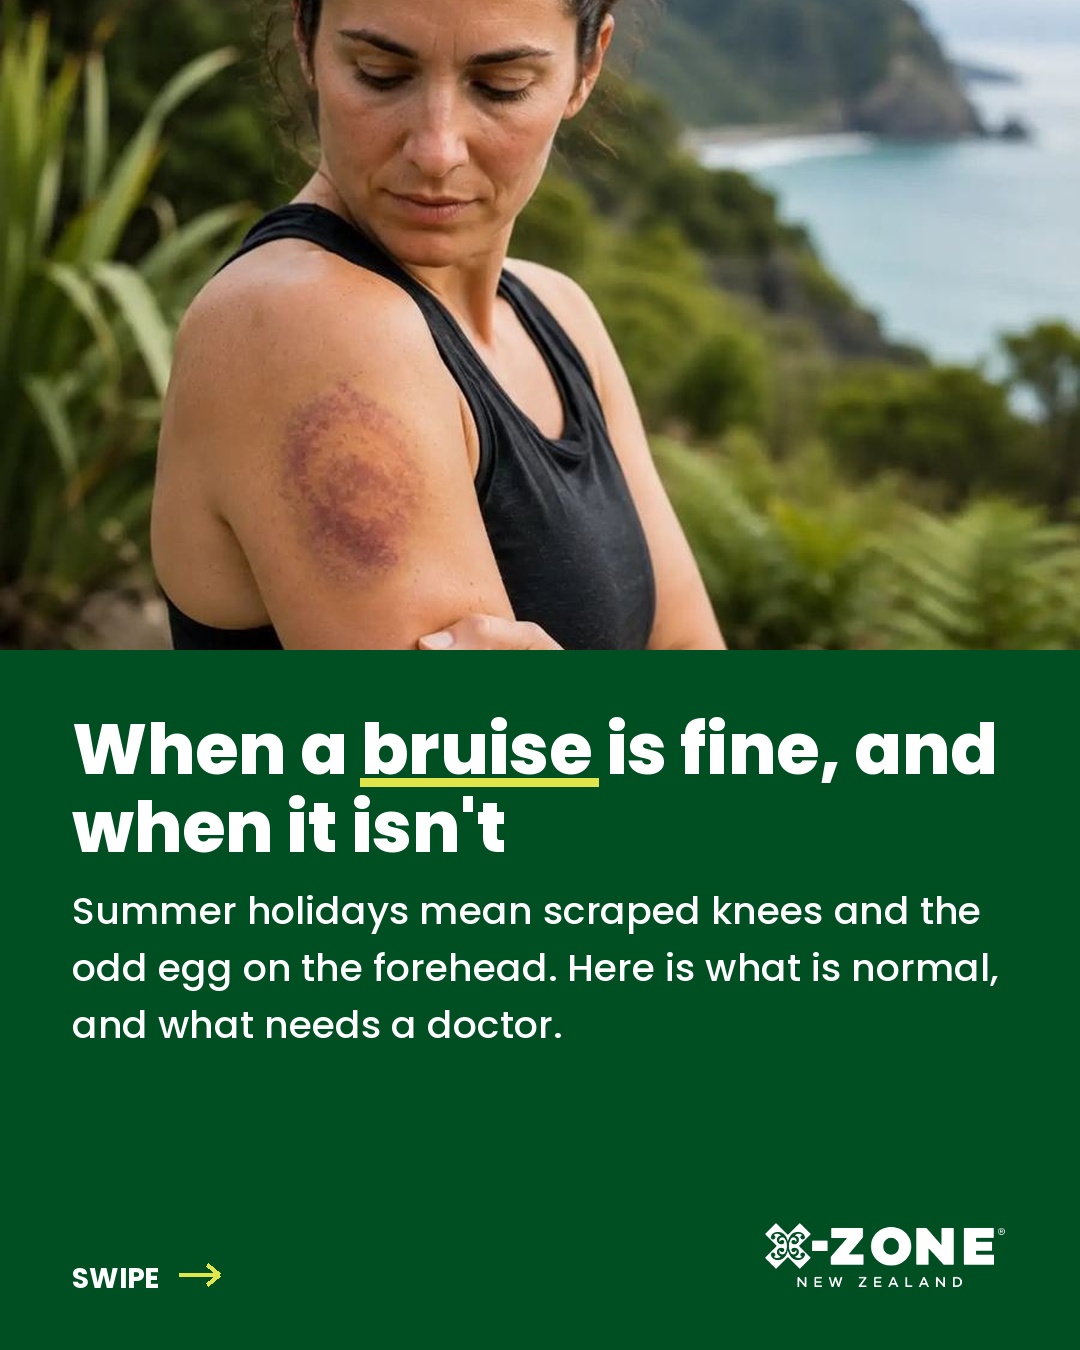 When a bruise is fine, and
when it isn't
Summer holidays mean scraped knees and the
odd egg on the forehead. Here is what is normal,
and what needs a doctor.
SWIPE →
X-ZONE®
NEW ZEALAND